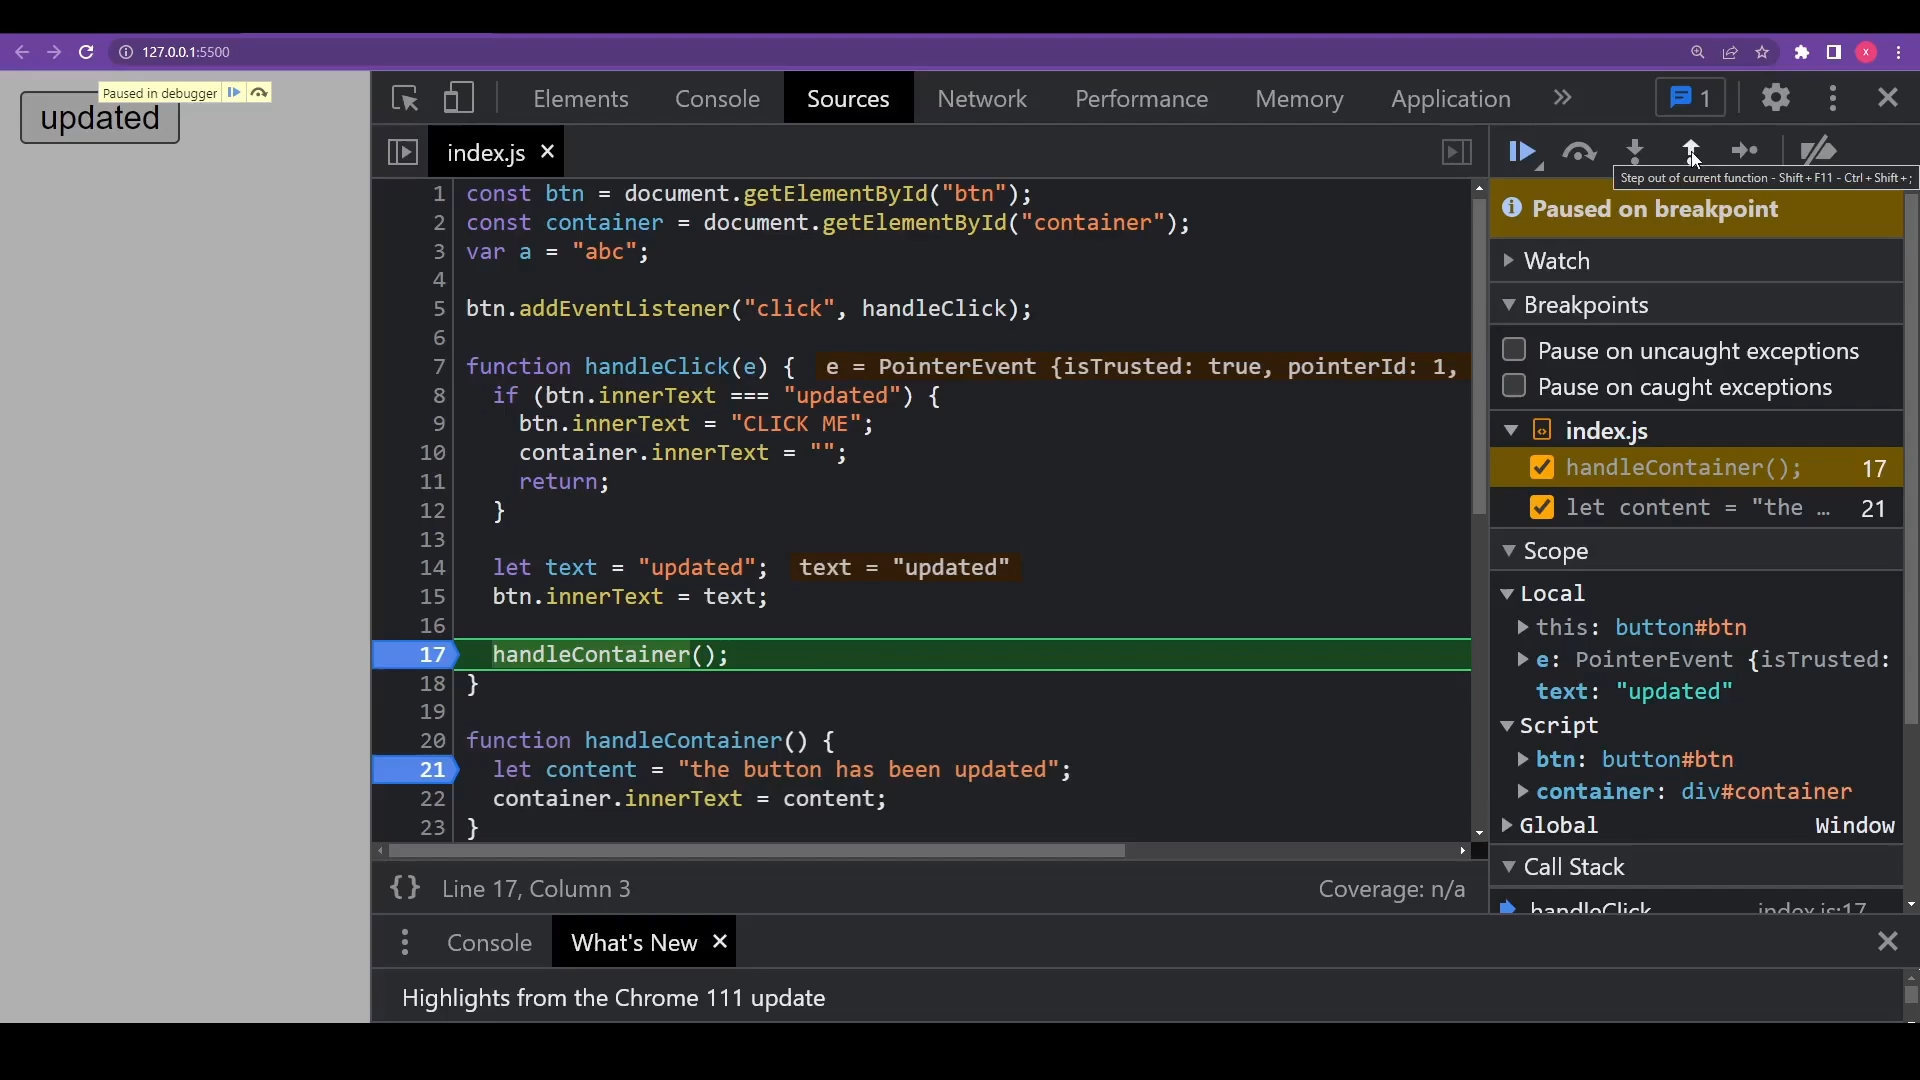 127.0.0.1:5500
x
Paused in debugger
updated
Elements
Console
Sources
Network
Performance
Memory
Application
1
index.js
Step out of current function - Shift + F11 - Ctrl + Shift + ;
1 const btn = document.getElementById("btn");
2 const container = document.getElementById("container");
3 var a = "abc";
4
5 btn.addEventListener("click", handleClick);
6
7 function handleClick(e) { e = PointerEvent {isTrusted: true, pointerId: 1,
8 if (btn.innerText === "updated") {
9 btn.innerText = "CLICK ME";
10 container.innerText = "";
11 return;
12 }
13
14 let text = "updated"; text = "updated"
15 btn.innerText = text;
16
17 handleContainer();
18 }
19
20 function handleContainer() {
21 let content = "the button has been updated";
22 container.innerText = content;
23 }
{} Line 17, Column 3
Coverage: n/a
Paused on breakpoint
Watch
Breakpoints
Pause on uncaught exceptions
Pause on caught exceptions
index.js
handleContainer(); 17
let content = "the … 21
Scope
Local
this: button#btn
e: PointerEvent {isTrusted:
text: "updated"
Script
btn: button#btn
container: div#container
Global Window
Call Stack
handleClick index.js:17
Console
What's New
Highlights from the Chrome 111 update